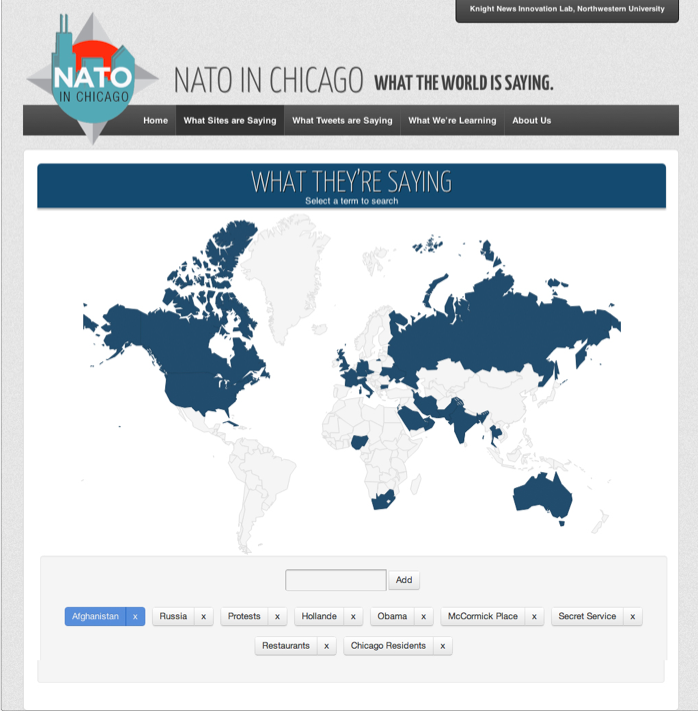 Knight News Innovation Lab, Northwestern University
NATO
IN CHICAGO
NATO IN CHICAGO WHAT THE WORLD IS SAYING.
Home What Sites are Saying What Tweets are Saying What We're Learning About Us
WHAT THEY'RE SAYING
Select a term to search
Add
Afghanistan x Russia x Protests x Hollande x Obama x McCormick Place x Secret Service x
Restaurants x Chicago Residents x